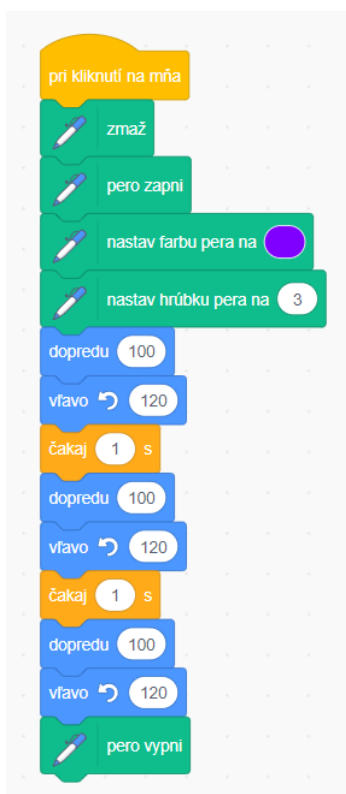 pri kliknutí na mňa
zmaž
pero zapni
nastav farbu pera na
nastav hrúbku pera na 3
dopredu 100
vľavo 120
čakaj 1 s
dopredu 100
vľavo 120
čakaj 1 s
dopredu 100
vľavo 120
pero vypni